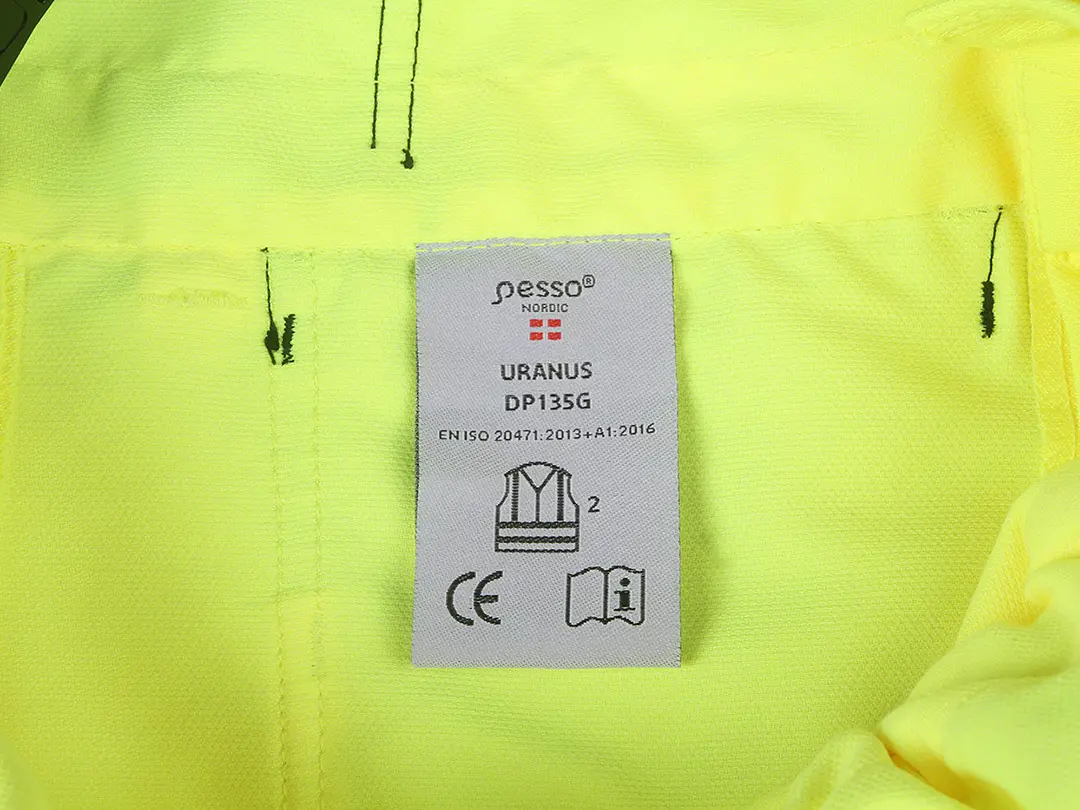 pesso®
NORDIC
URANUS
DP135G
EN ISO 20471:2013+A1:2016
2
CE
i